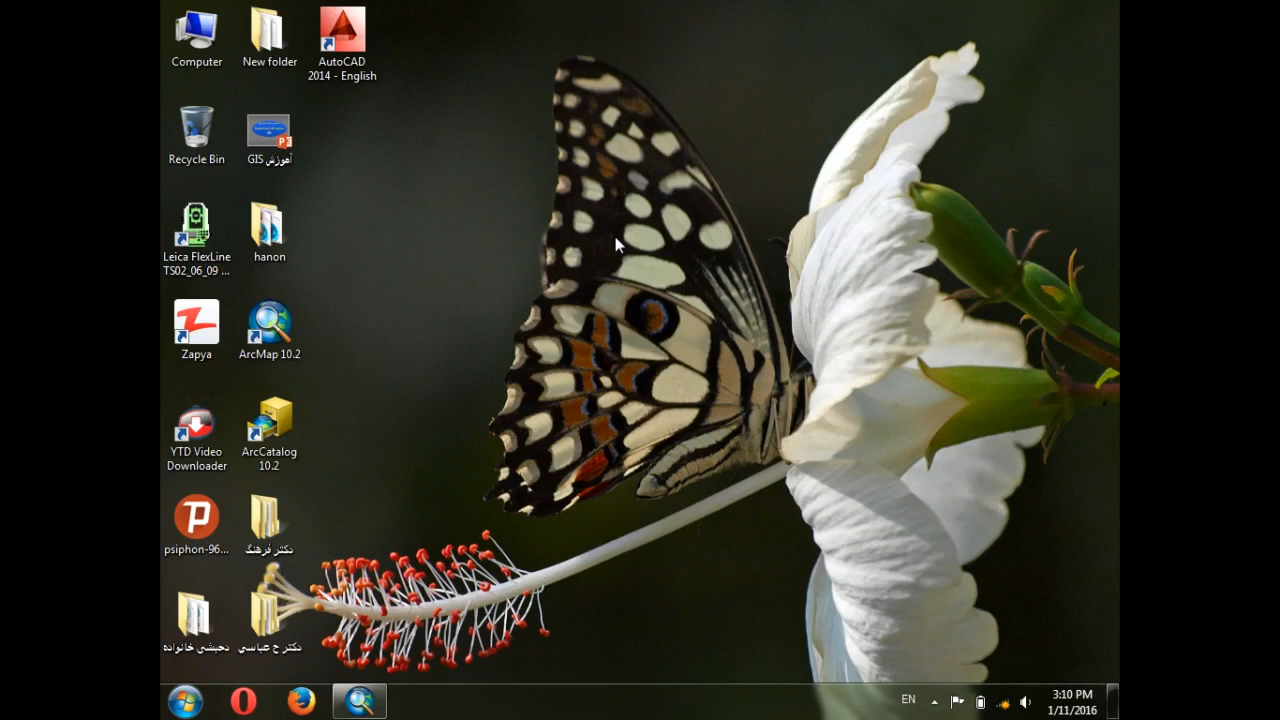 Computer
New folder
AutoCAD
2014 - English
Recycle Bin
آموزش GIS
Leica FlexLine
TS02_06_09 ...
hanon
Zapya
ArcMap 10.2
YTD Video
Downloader
ArcCatalog
10.2
psiphon-96...
دکتر فرهنگ
دکتر ح عباسي
EN
3:10 PM
1/11/2016